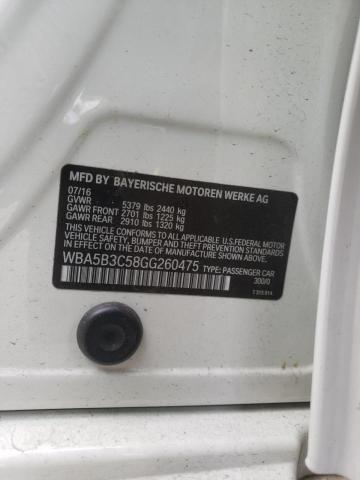 MFD BY BAYERISCHE MOTOREN WERKE AG
07/16
GVWR 5379 lbs 2440 kg
GAWR FRONT 2701 lbs 1225 kg
GAWR REAR 2910 lbs 1320 kg
THIS VEHICLE CONFORMS TO ALL APPLICABLE U.S. FEDERAL MOTOR
VEHICLE SAFETY, BUMPER, AND THEFT PREVENTION STANDARDS
IN EFFECT ON THE DATE OF MANUFACTURE SHOWN ABOVE.
WBA5B3C58GG260475 TYPE: PASSENGER CAR
300/0